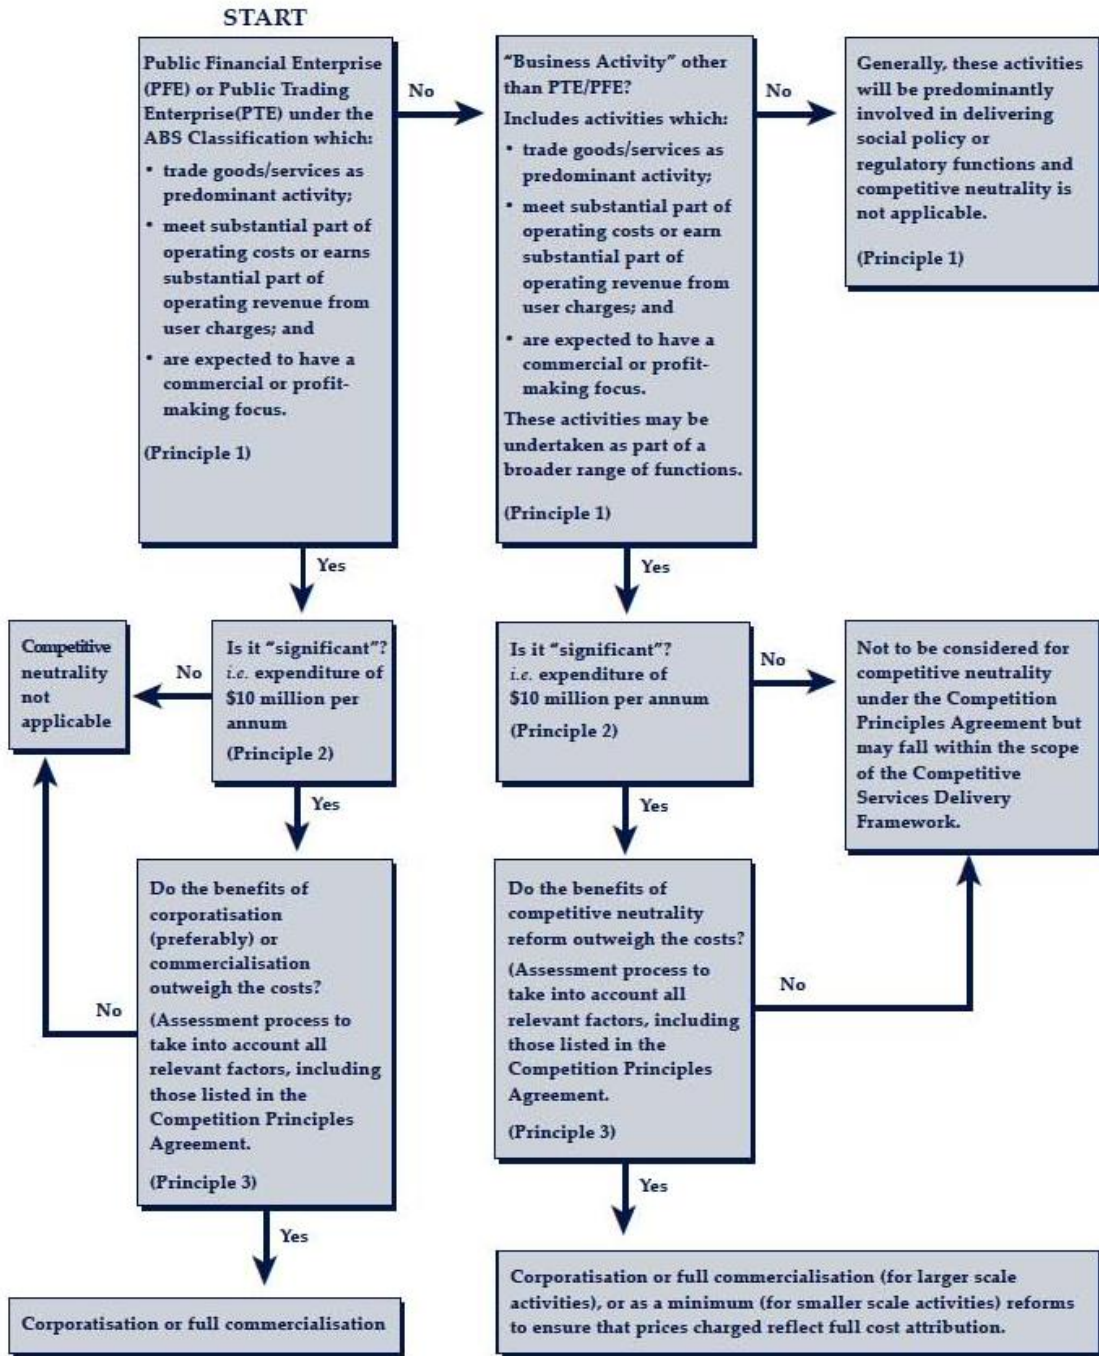 START
Public Financial Enterprise
(PFE) or Public Trading
Enterprise(PTE) under the
ABS Classification which:
• trade goods/services as
predominant activity;
• meet substantial part of
operating costs or earns
substantial part of
operating revenue from
user charges; and
• are expected to have a
commercial or profit-
making focus.
(Principle 1)
No
"Business Activity" other
than PTE/PFE?
Includes activities which:
• trade goods/services as
predominant activity;
• meet substantial part of
operating costs or earn
substantial part of
operating revenue from
user charges; and
• are expected to have a
commercial or profit-
making focus.
These activities may be
undertaken as part of a
broader range of functions.
(Principle 1)
No
Generally, these activities
will be predominantly
involved in delivering
social policy or
regulatory functions and
competitive neutrality is
not applicable.
(Principle 1)
Yes
Yes
Competitive
neutrality
not
applicable
No
Is it "significant"?
i.e. expenditure of
$10 million per
annum
(Principle 2)
Is it "significant"?
i.e. expenditure of
$10 million per annum
(Principle 2)
No
Not to be considered for
competitive neutrality
under the Competition
Principles Agreement but
may fall within the scope
of the Competitive
Services Delivery
Framework.
Yes
Yes
No
Do the benefits of
corporatisation
(preferably) or
commercialisation
outweigh the costs?
(Assessment process to
take into account all
relevant factors, including
those listed in the
Competition Principles
Agreement.
(Principle 3)
Do the benefits of
competitive neutrality
reform outweigh the costs?
(Assessment process to
take into account all
relevant factors, including
those listed in the
Competition Principles
Agreement.
(Principle 3)
No
Yes
Yes
Corporatisation or full commercialisation
Corporatisation or full commercialisation (for larger scale
activities), or as a minimum (for smaller scale activities) reforms
to ensure that prices charged reflect full cost attribution.